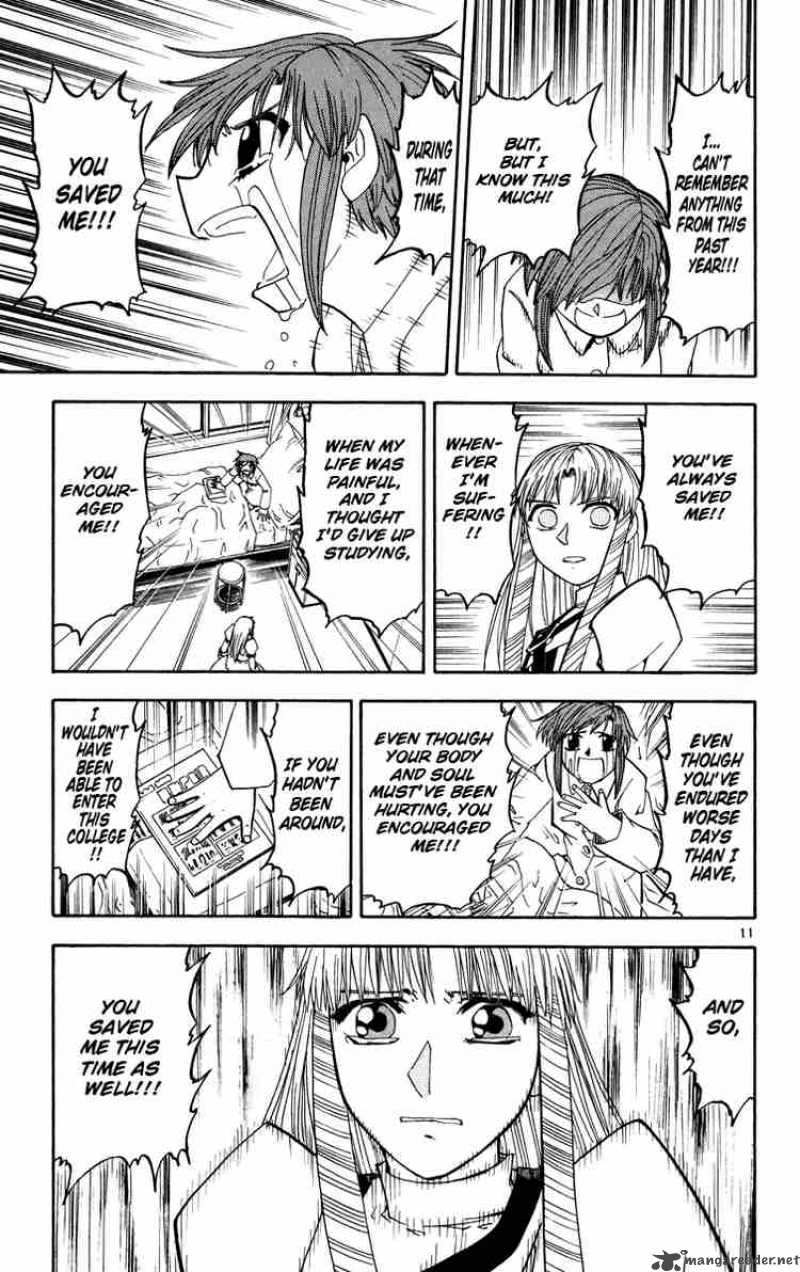 I...
CAN'T
REMEMBER
ANYTHING
FROM THIS
PAST
YEAR!!!
BUT,
BUT I
KNOW THIS
MUCH!
DURING
THAT
TIME,
YOU
SAVED
ME!!!
YOU'VE
ALWAYS
SAVED
ME!!
WHEN-
EVER
I'M
SUF-
FERING
!!
WHEN MY
LIFE WAS
PAINFUL,
AND I
THOUGHT
I'D GIVE UP
STUDYING,
YOU
ENCOUR-
AGED
ME!!
EVEN
THOUGH
YOU'VE
ENDURED
WORSE
DAYS
THAN I
HAVE,
EVEN THOUGH
YOUR BODY
AND SOUL
MUST'VE BEEN
HURTING, YOU
ENCOURAGED
ME!!!
IF YOU
HADN'T
BEEN
AROUND,
I
WOULDN'T
HAVE
BEEN
ABLE TO
ENTER
THIS
COLLEGE
!!
11
AND
SO,
YOU
SAVED
ME THIS
TIME AS
WELL!!!
mangareader.net